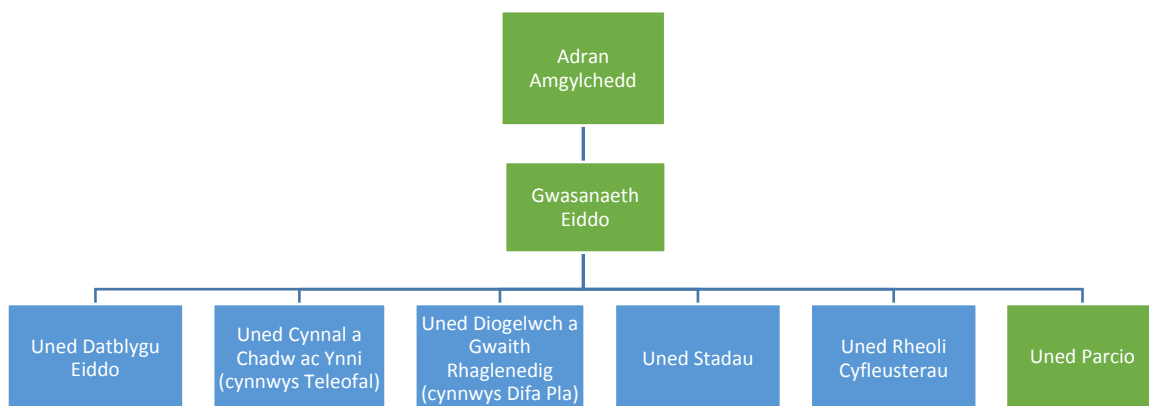 Adran
Amgylchedd
Gwasanaeth
Eiddo
Uned Datblygu
Eiddo
Uned Cynnal a
Chadw ac Ynni
(cynnwys Teleofal)
Uned Diogelwch a
Gwaith
Rhaglenedig
(cynnwys Difa Pla)
Uned Stadau
Uned Rheoli
Cyfleusterau
Uned Parcio